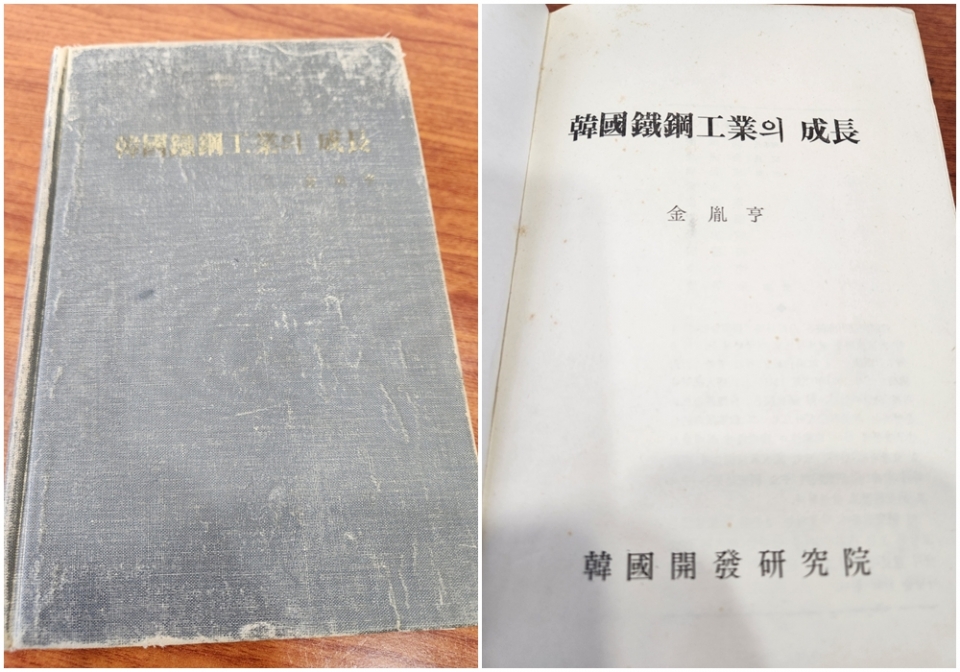 韓國鐵鋼工業의 成長
韓國鐵鋼工業의 成長
金胤亨
韓國開發硏究院